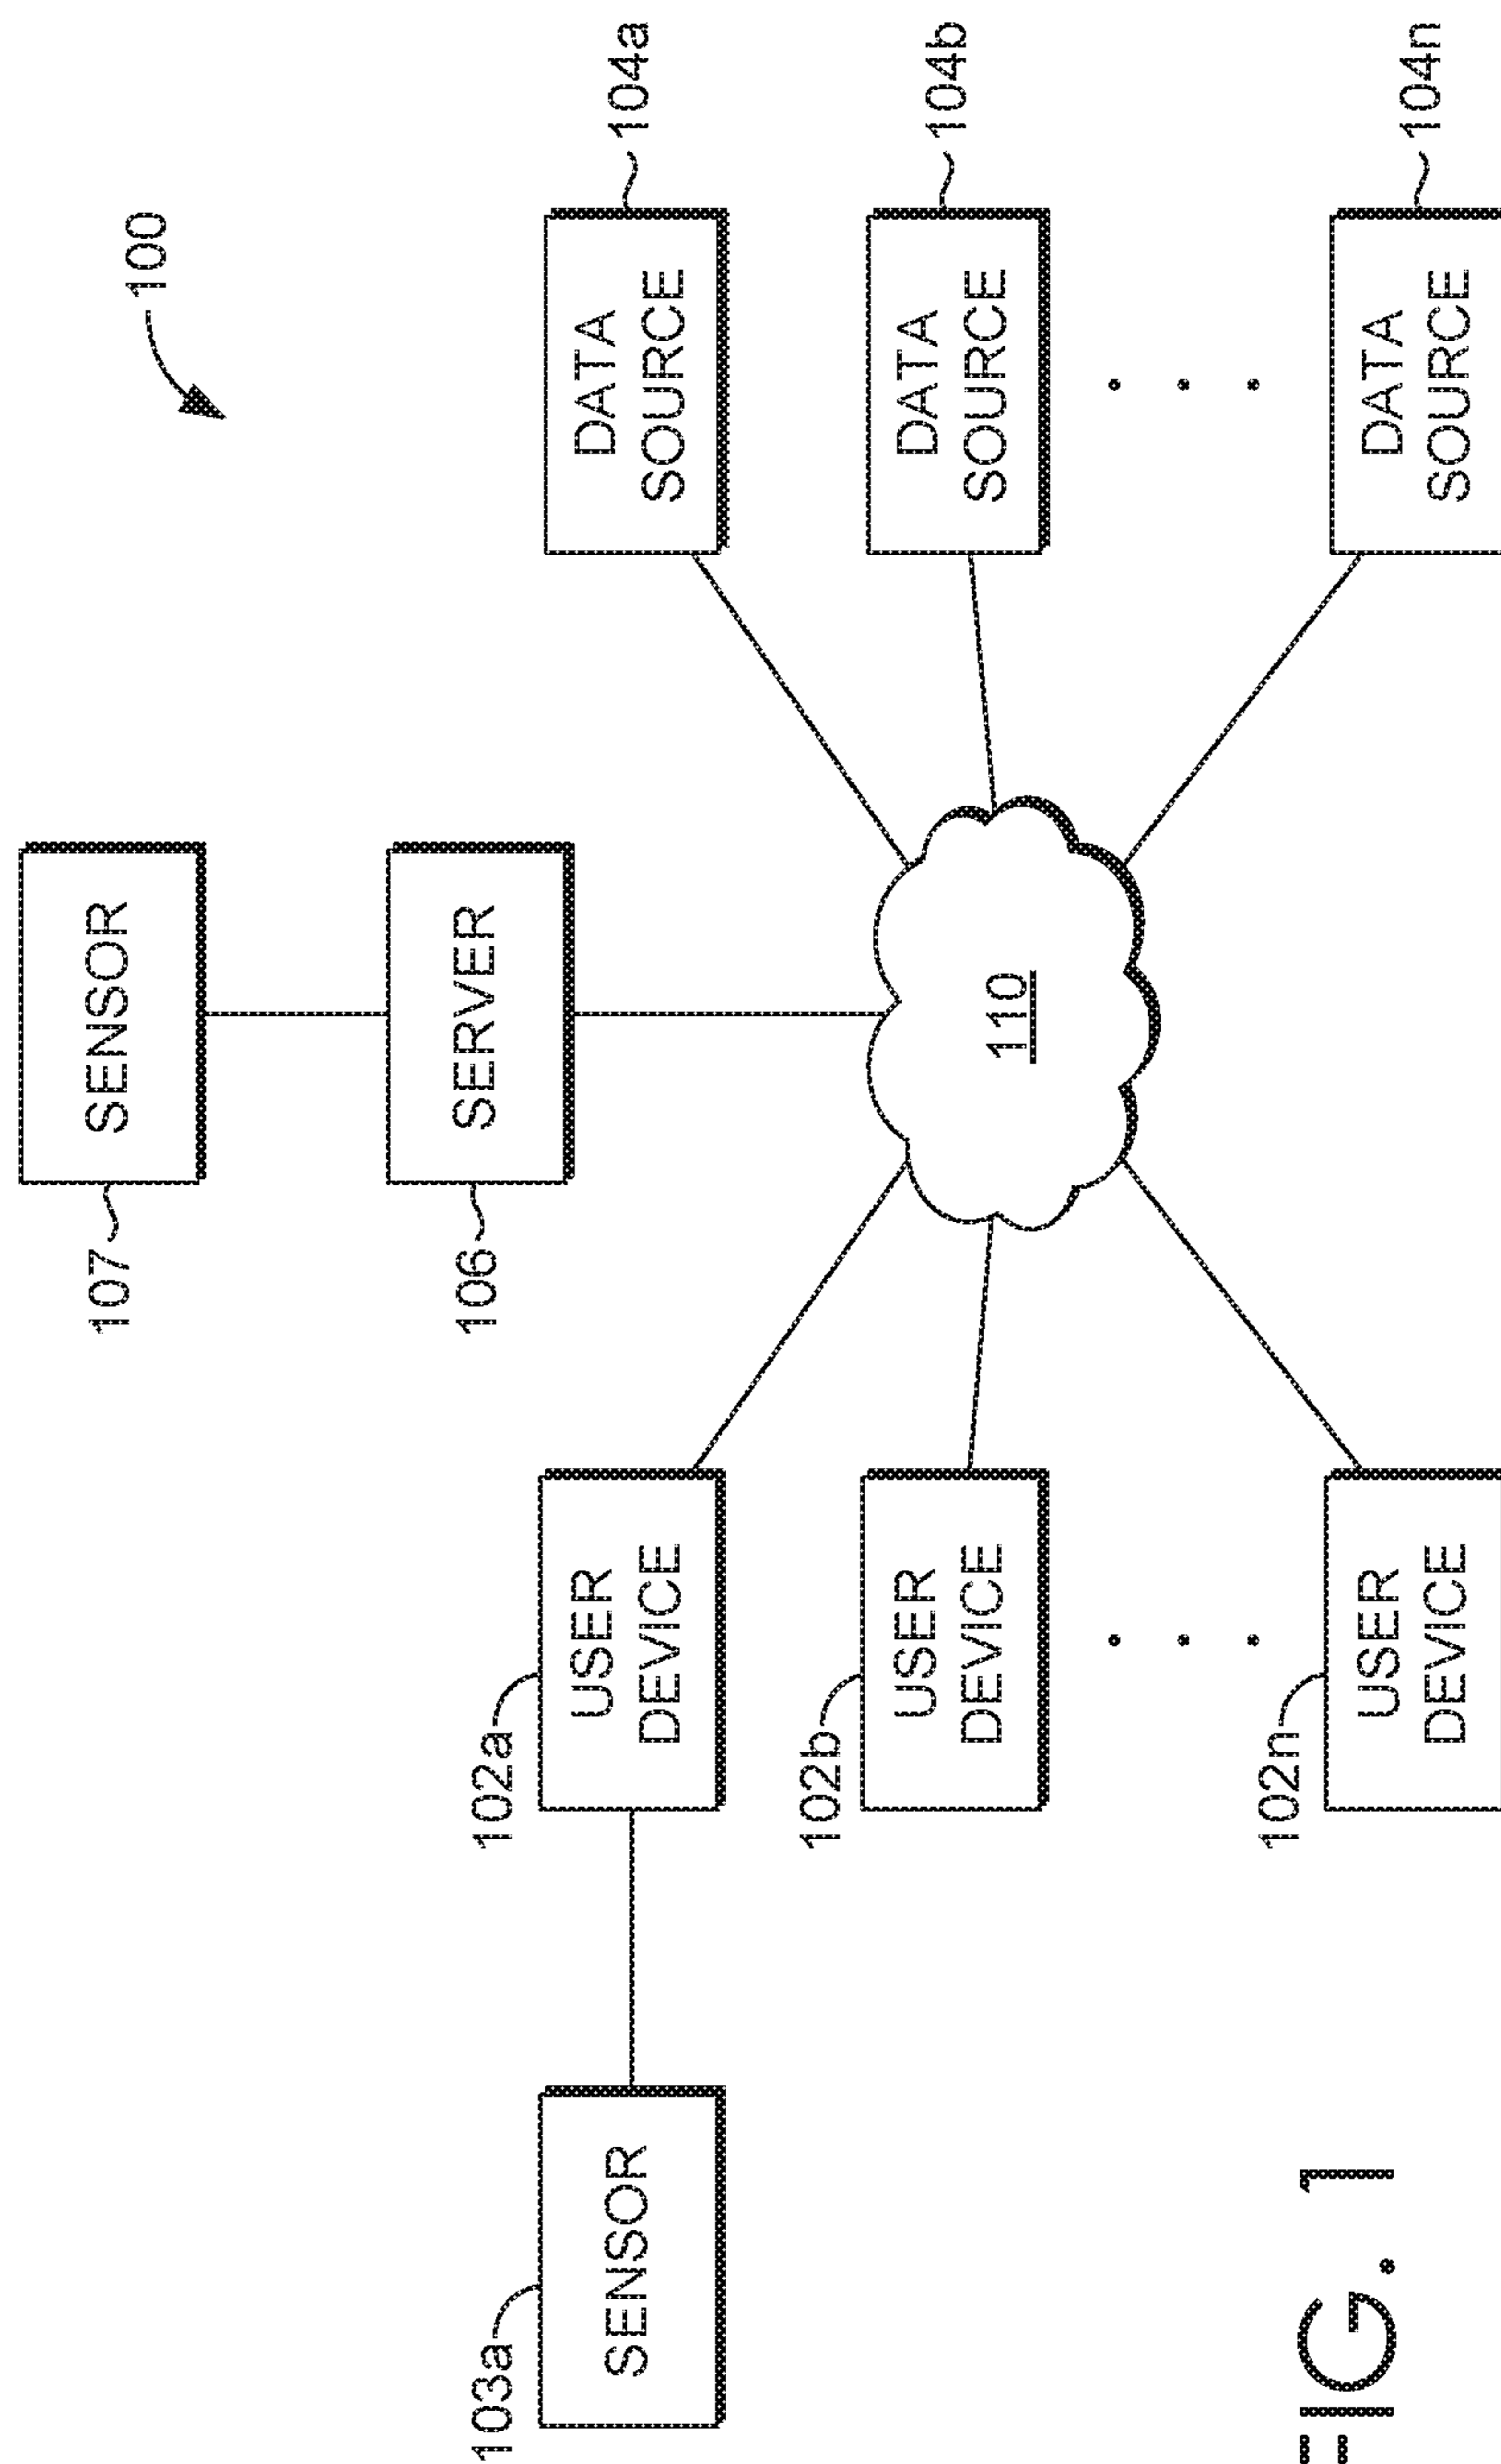 100
SENSOR
107
SERVER
106
103a
SENSOR
102a
USER
DEVICE
DATA
SOURCE
104a
110
102b
USER
DEVICE
DATA
SOURCE
104b
. . .
. . .
102n
USER
DEVICE
DATA
SOURCE
104n
FIG. 1